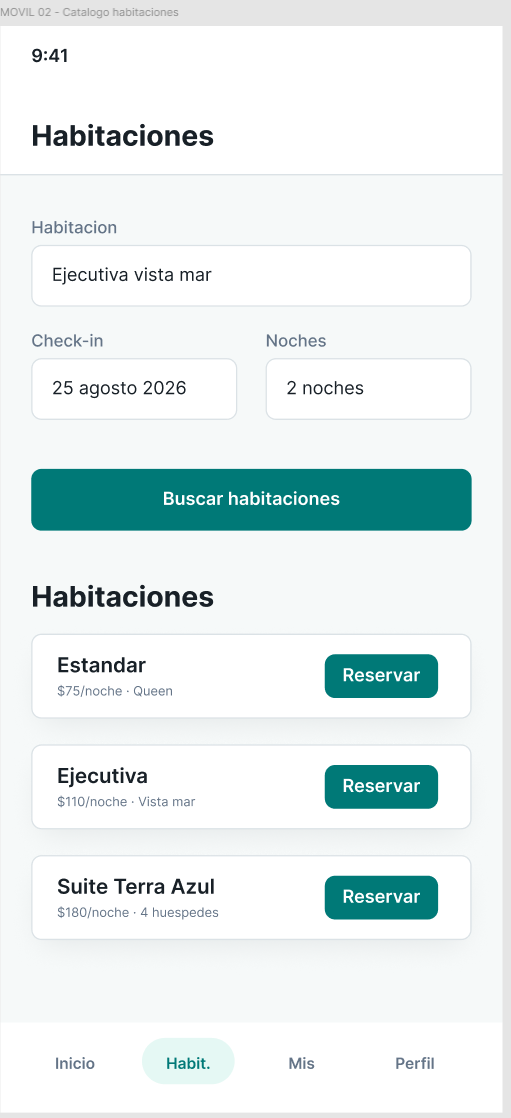 MOVIL 02 - Catalogo habitaciones
9:41
Habitaciones
Habitacion
Ejecutiva vista mar
Check-in
Noches
25 agosto 2026
2 noches
Buscar habitaciones
Habitaciones
Estandar
$75/noche · Queen
Reservar
Ejecutiva
$110/noche · Vista mar
Reservar
Suite Terra Azul
$180/noche · 4 huespedes
Reservar
Inicio
Habit.
Mis
Perfil